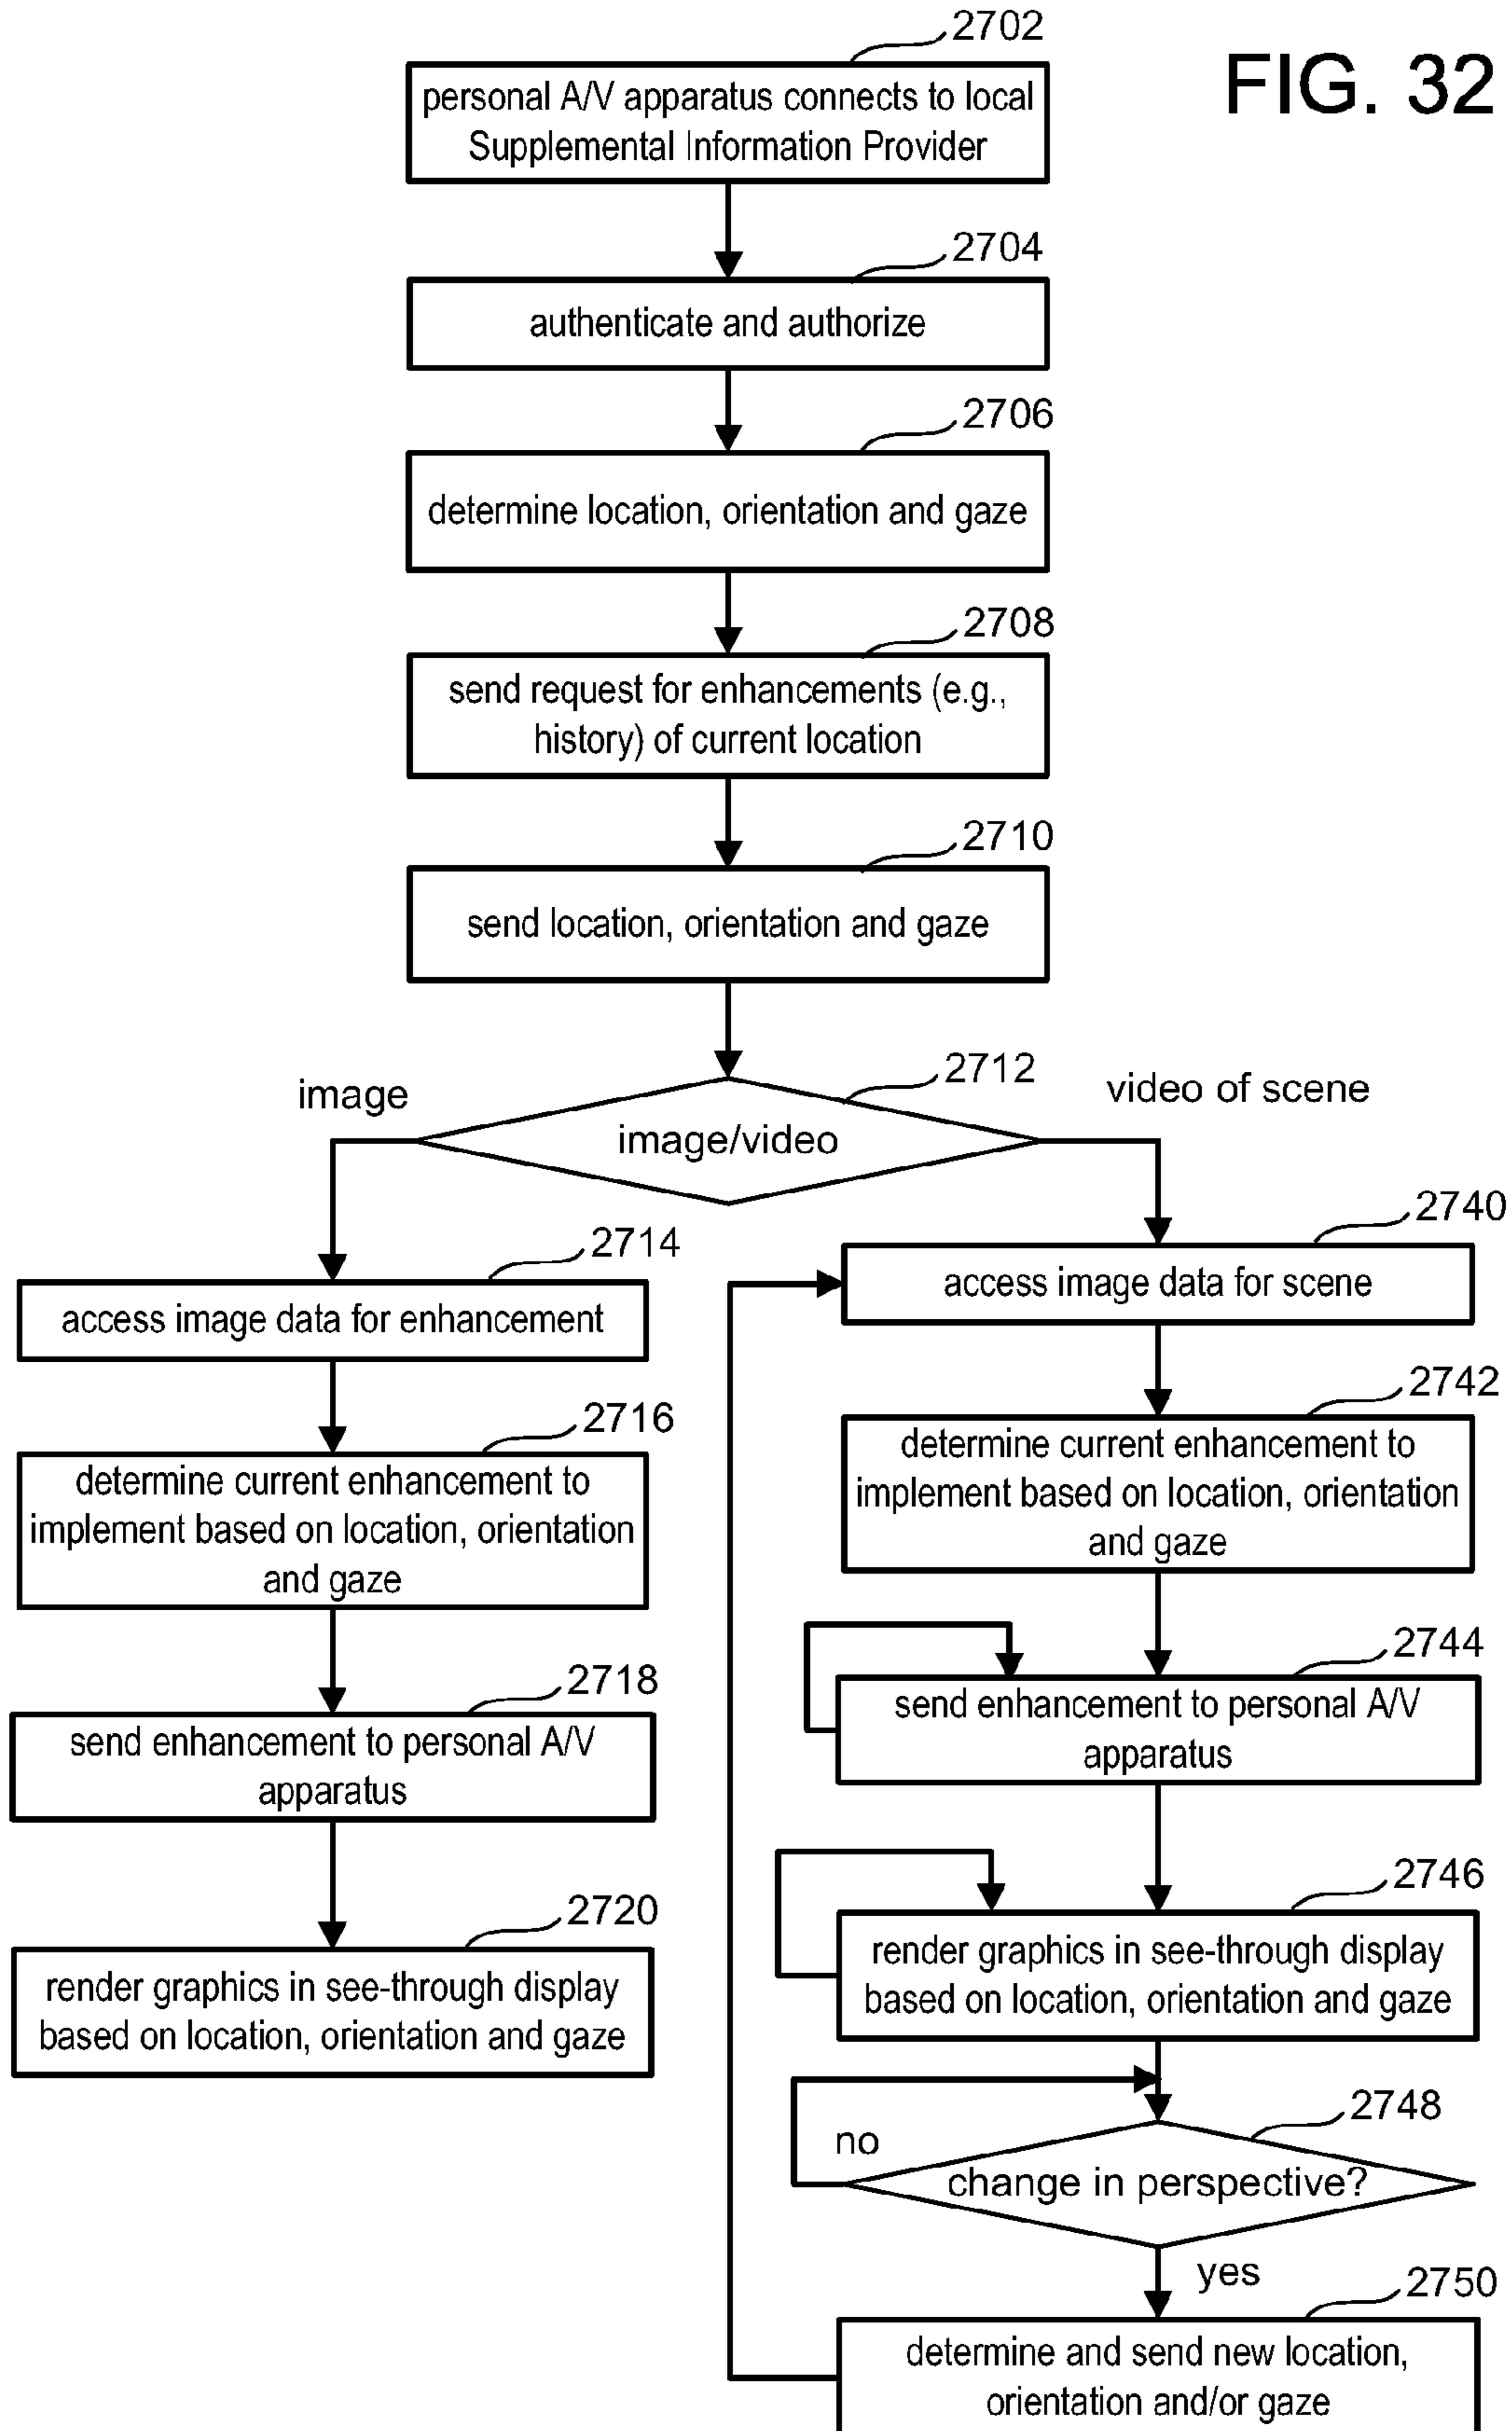 FIG. 32
2702
personal A/V apparatus connects to local
Supplemental Information Provider
2704
authenticate and authorize
2706
determine location, orientation and gaze
2708
send request for enhancements (e.g.,
history) of current location
2710
send location, orientation and gaze
2712
image/video
image
2714
access image data for enhancement
2716
determine current enhancement to
implement based on location, orientation
and gaze
2718
send enhancement to personal A/V
apparatus
2720
render graphics in see-through display
based on location, orientation and gaze
video of scene
2740
access image data for scene
2742
determine current enhancement to
implement based on location, orientation
and gaze
2744
send enhancement to personal A/V
apparatus
2746
render graphics in see-through display
based on location, orientation and gaze
2748
no
change in perspective?
yes
2750
determine and send new location,
orientation and/or gaze